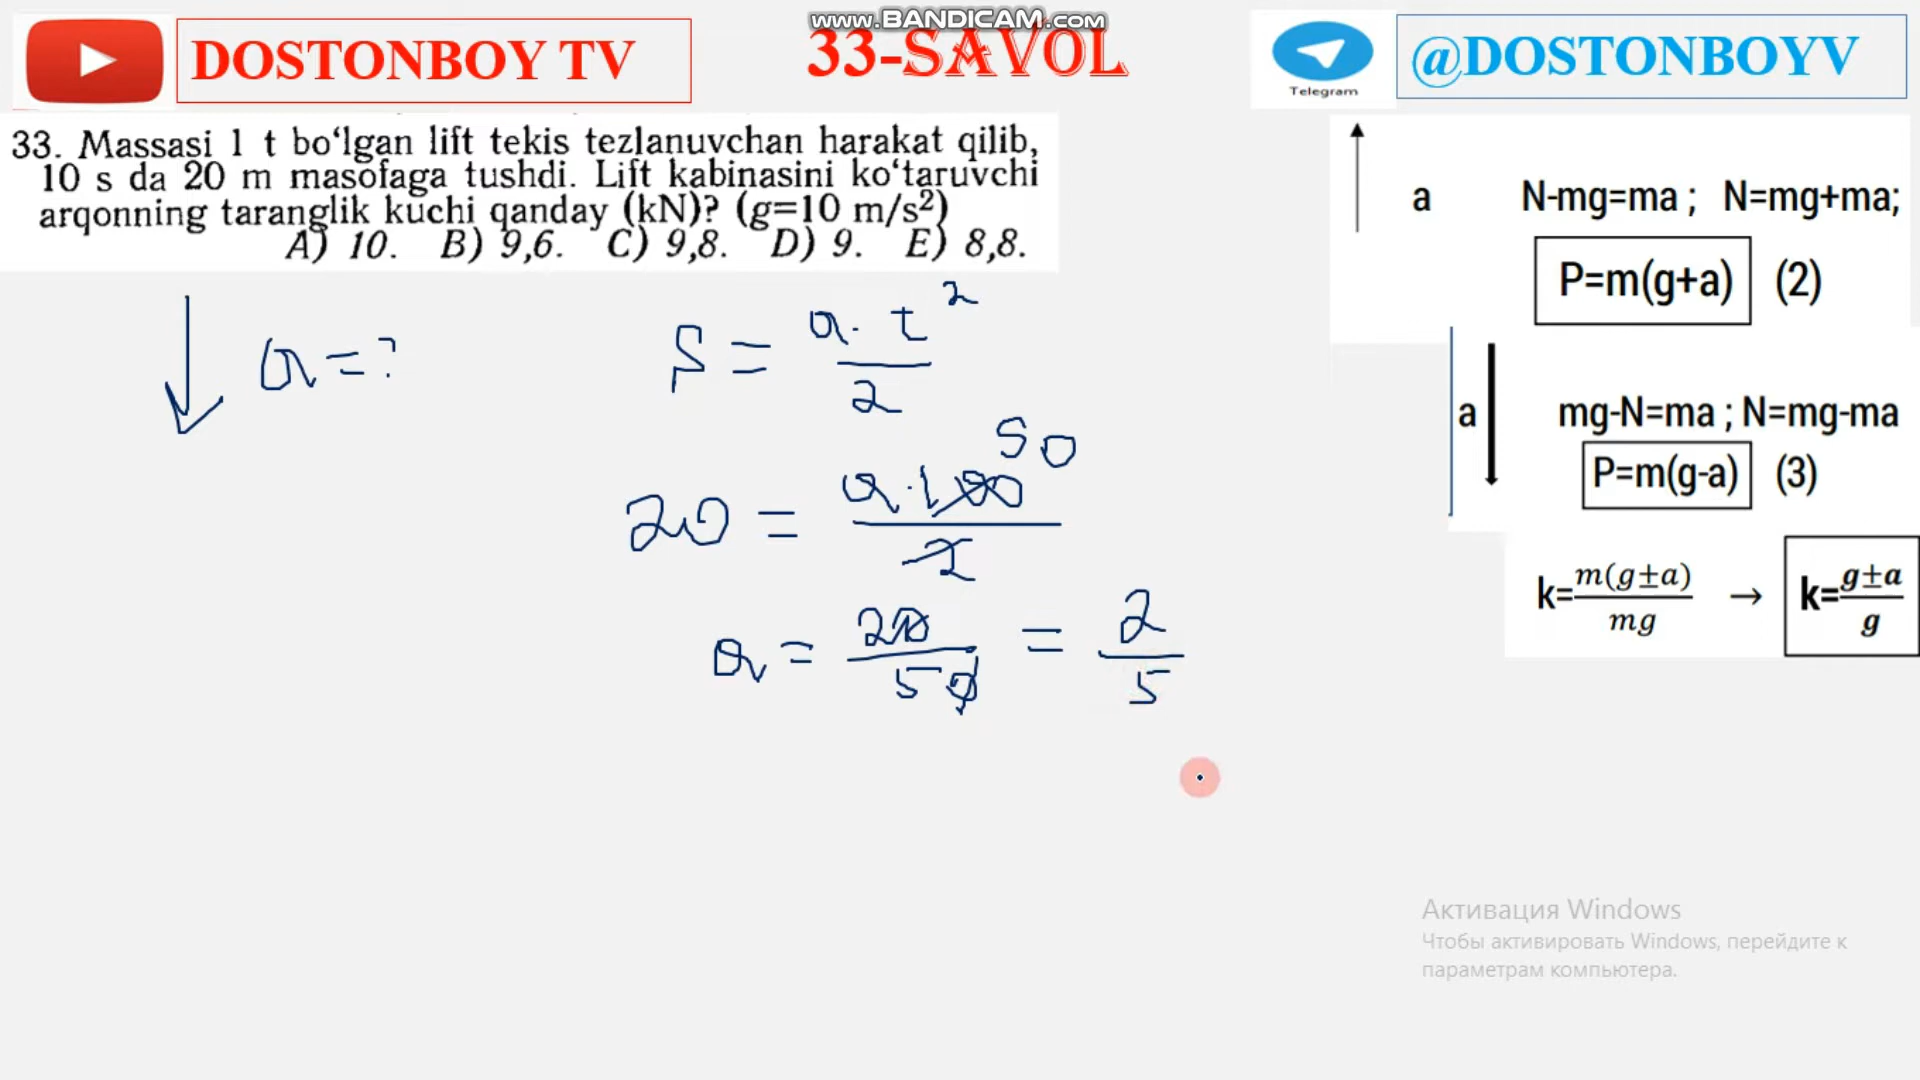 www.BANDICAM.com
DOSTONBOY TV
33-SAVOL
Telegram
@DOSTONBOYV
33. Massasi 1 t bo‘lgan lift tekis tezlanuvchan harakat qilib,
10 s da 20 m masofaga tushdi. Lift kabinasini ko‘taruvchi
arqonning taranglik kuchi qanday (kN)? (g=10 m/s²)
A) 10. B) 9,6. C) 9,8. D) 9. E) 8,8.
a = ?
S = a · t² / 2
20 = a · 100 / 2
50
a = 20 / 50 = 2 / 5
a N-mg=ma ; N=mg+ma;
P=m(g+a) (2)
a mg-N=ma ; N=mg-ma
P=m(g-a) (3)
k=m(g±a)/mg → k=g±a/g
Активация Windows
Чтобы активировать Windows, перейдите к
параметрам компьютера.